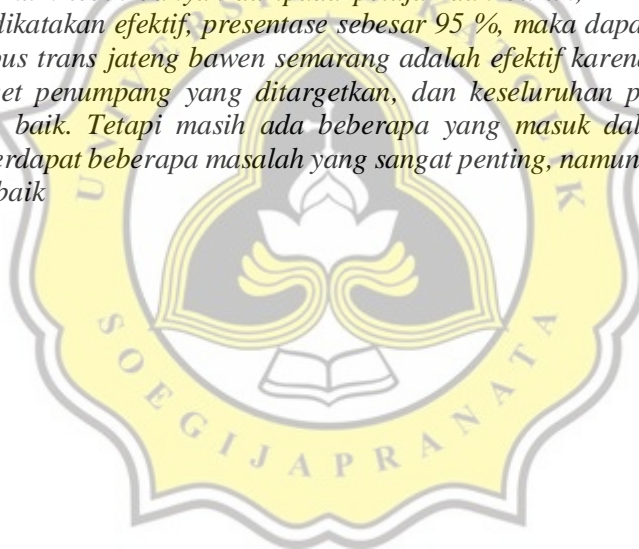 dikatakan efektif, presentase sebesar 95 %, maka dapa
bus trans jateng bawen semarang adalah efektif karen
et penumpang yang ditargetkan, dan keseluruhan p
baik. Tetapi masih ada beberapa yang masuk dal
erdapat beberapa masalah yang sangat penting, namun
baik
UNIVERS KATOLIK
SOEGIJAPRANATA